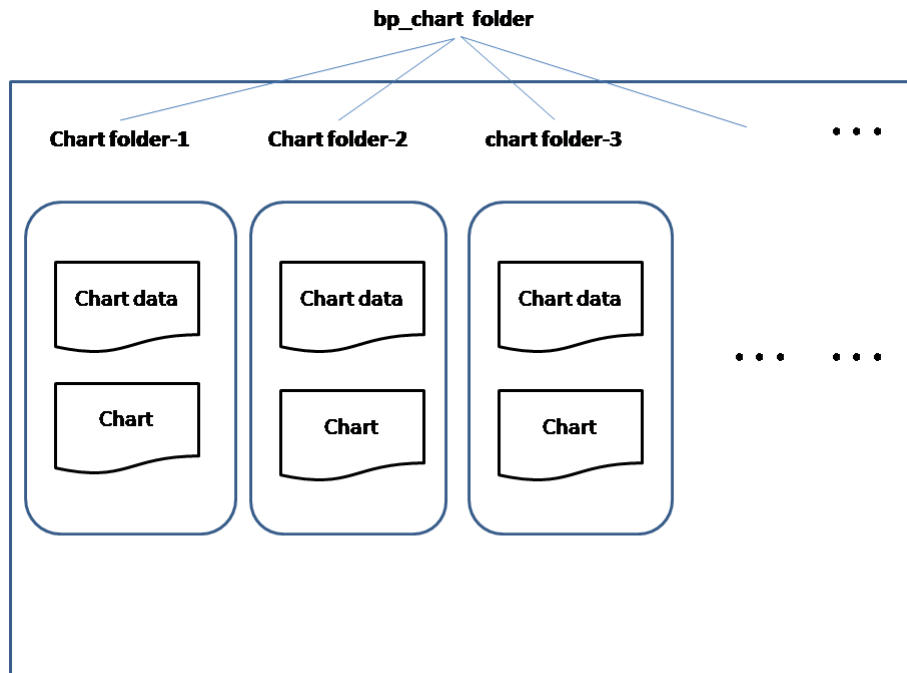 bp_chart folder
Chart folder-1 Chart folder-2 chart folder-3 ...
Chart data Chart data Chart data
... ...
Chart Chart Chart